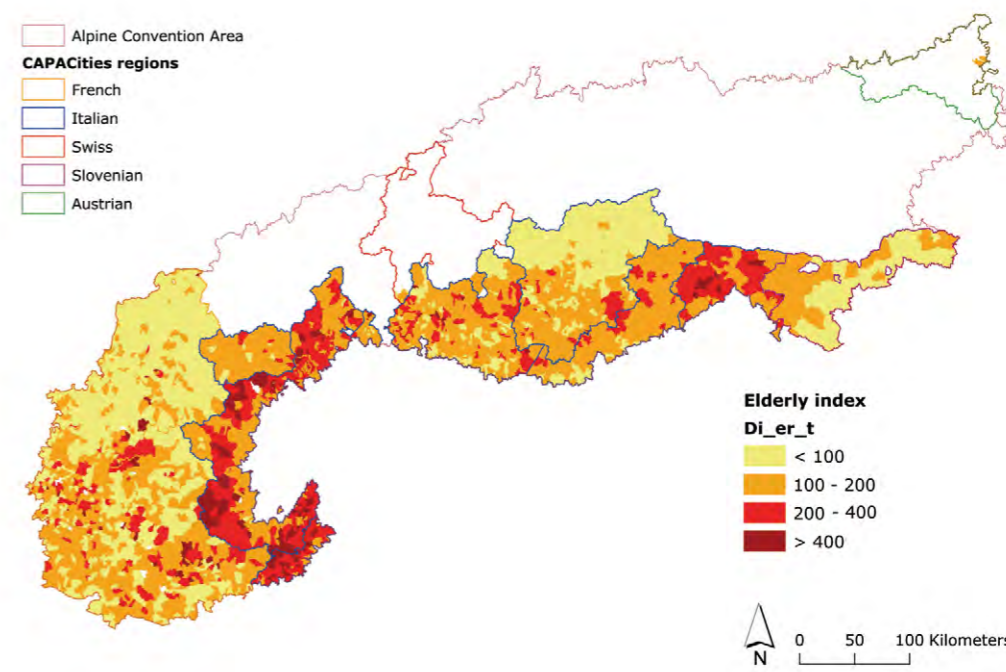 Alpine Convention Area
CAPACities regions
French
Italian
Swiss
Slovenian
Austrian
Elderly index
Di_er_t
< 100
100 - 200
200 - 400
> 400
N
0 50 100 Kilometers